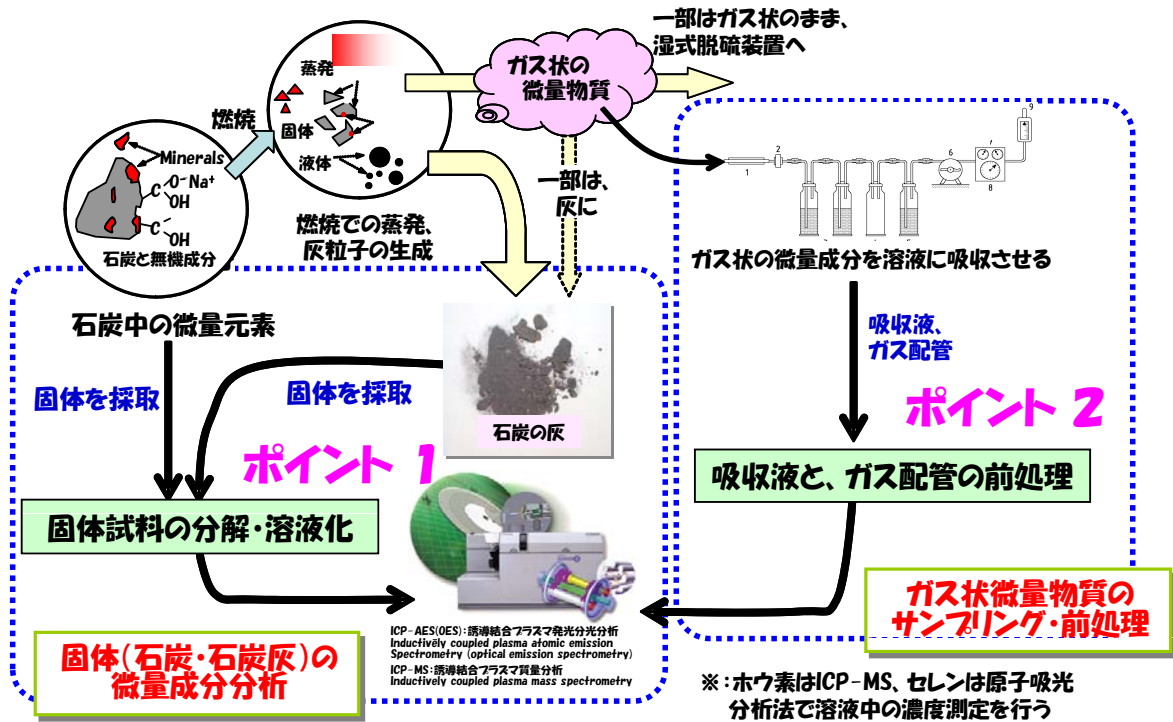 一部はガス状のまま、
湿式脱硫装置へ
ガス状の
微量物質
蒸発
固体
液体
燃焼
Minerals
O⁻Na⁺
C
OH
C
OH
石炭と無機成分
燃焼での蒸発、
灰粒子の生成
一部は、
灰に
1
2
6
8
9
ガス状の微量成分を溶液に吸収させる
石炭中の微量元素
固体を採取
固体を採取
石炭の灰
吸収液、
ガス配管
ポイント 1
ポイント 2
固体試料の分解・溶液化
吸収液と、ガス配管の前処理
ICP-AES(OES):誘導結合プラズマ発光分光分析
Inductively coupled plasma atomic emission
Spectrometry (optical emission spectrometry)
ICP-MS:誘導結合プラズマ質量分析
Inductively coupled plasma mass spectrometry
固体(石炭・石炭灰)の
微量成分分析
ガス状微量物質の
サンプリング・前処理
※:ホウ素はICP-MS、セレンは原子吸光
分析法で溶液中の濃度測定を行う